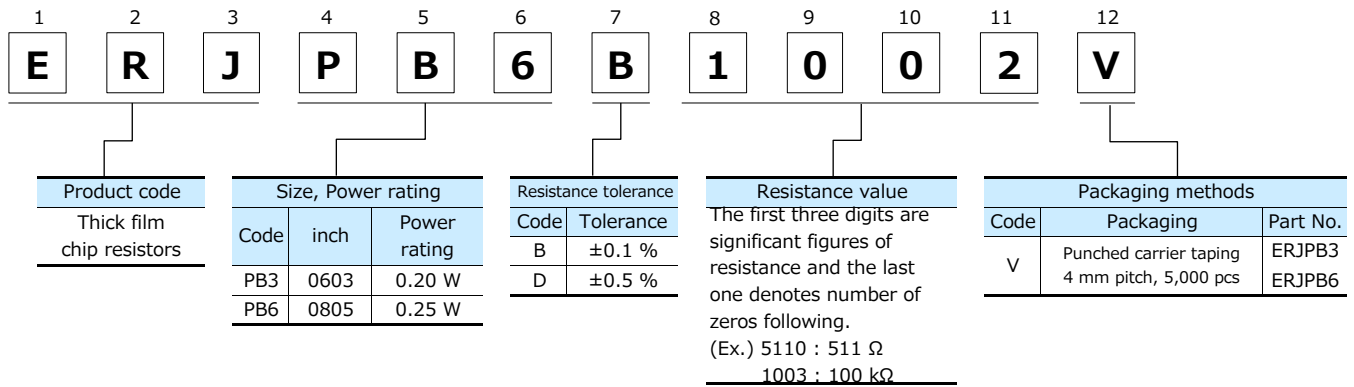 1 2 3 4 5 6 7 8 9 10 11 12
E R J P B 6 B 1 0 0 2 V
Product code
Thick film
chip resistors
Size, Power rating
Code inch Power rating
PB3 0603 0.20 W
PB6 0805 0.25 W
Resistance tolerance
Code Tolerance
B ±0.1 %
D ±0.5 %
Resistance value
The first three digits are
significant figures of
resistance and the last
one denotes number of
zeros following.
(Ex.) 5110 : 511 Ω
1003 : 100 kΩ
Packaging methods
Code Packaging Part No.
V Punched carrier taping
4 mm pitch, 5,000 pcs
ERJPB3
ERJPB6